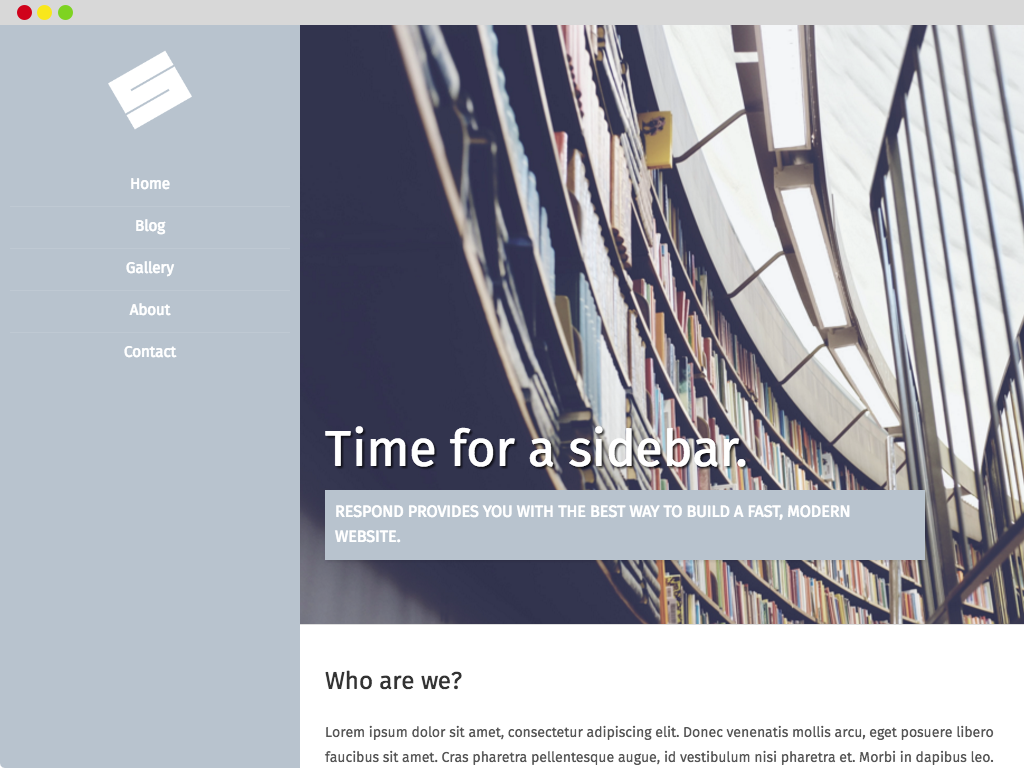 Home
Blog
Gallery
About
Contact
Time for a sidebar.
RESPOND PROVIDES YOU WITH THE BEST WAY TO BUILD A FAST, MODERN
WEBSITE.
Who are we?
Lorem ipsum dolor sit amet, consectetur adipiscing elit. Donec venenatis mollis arcu, eget posuere libero
faucibus sit amet. Cras pharetra pellentesque augue, id vestibulum nisi pharetra et. Morbi in dapibus leo.